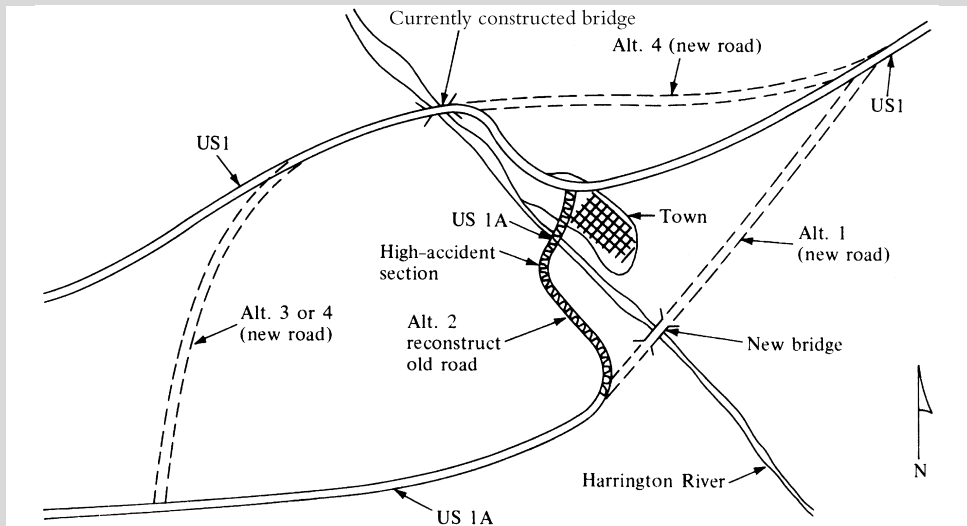 Currently constructed bridge
Alt. 4 (new road)
US1
US1
US 1A
Town
High-accident
section
Alt. 1
(new road)
Alt. 3 or 4
(new road)
Alt. 2
reconstruct
old road
New bridge
N
Harrington River
US 1A